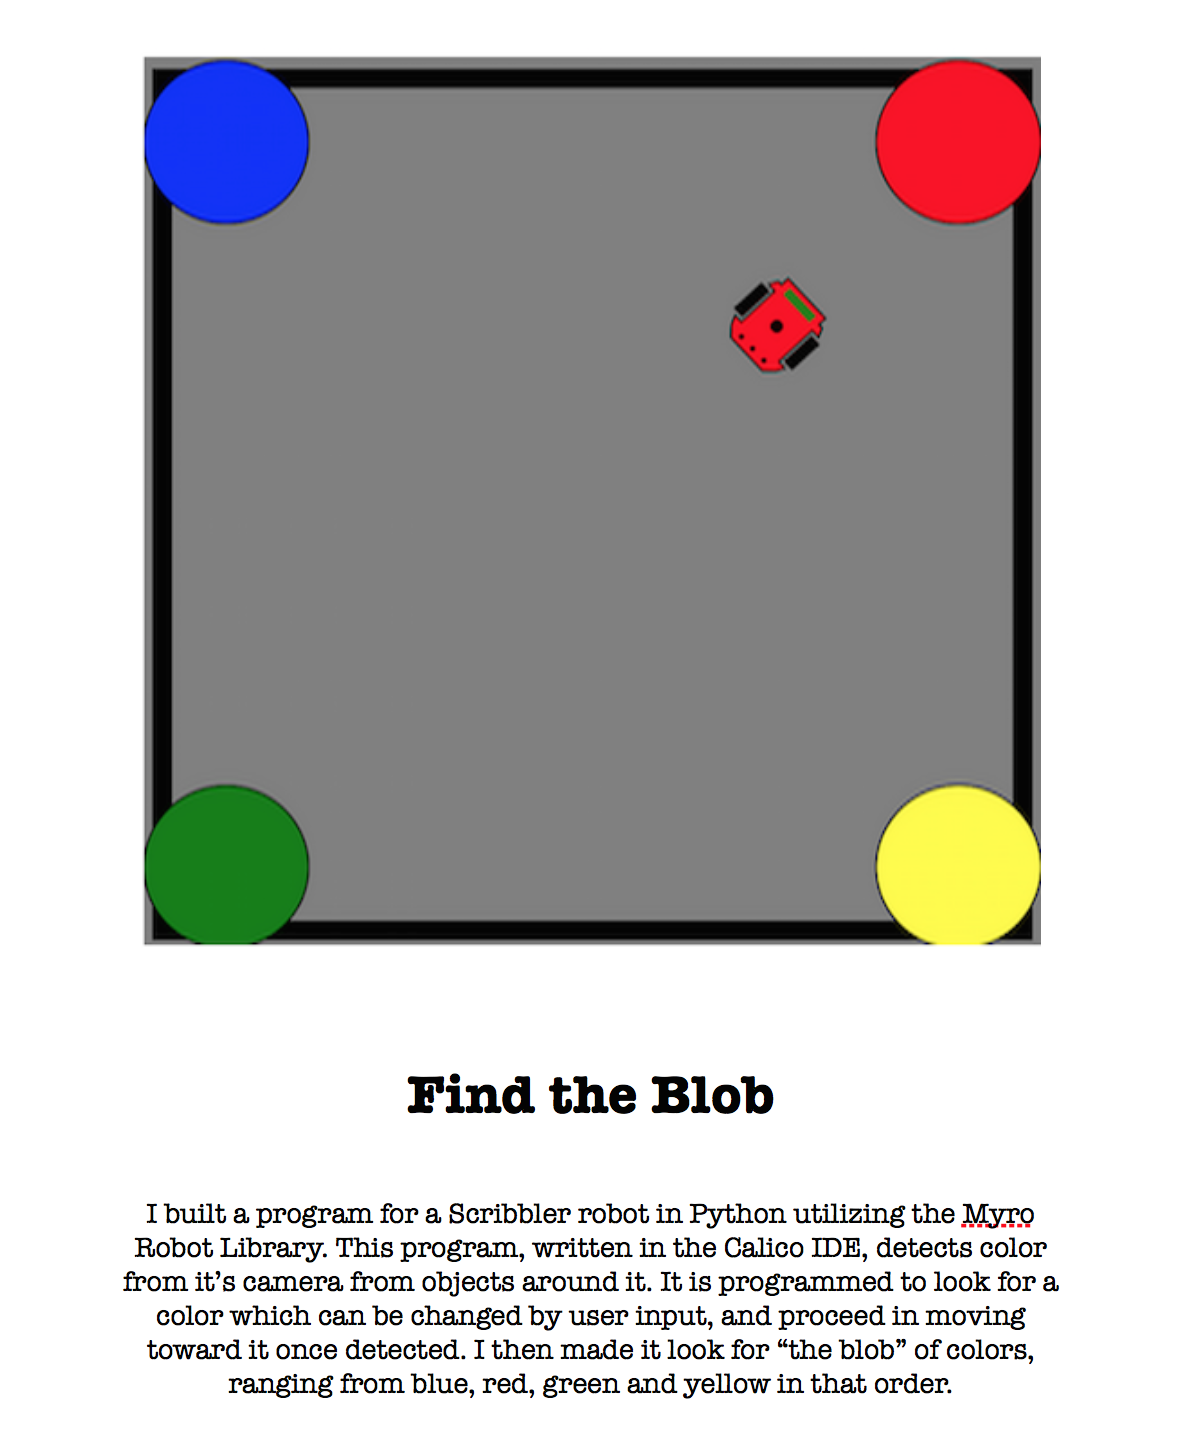 Find the Blob
I built a program for a Scribbler robot in Python utilizing the Myro
Robot Library. This program, written in the Calico IDE, detects color
from it’s camera from objects around it. It is programmed to look for a
color which can be changed by user input, and proceed in moving
toward it once detected. I then made it look for “the blob” of colors,
ranging from blue, red, green and yellow in that order.